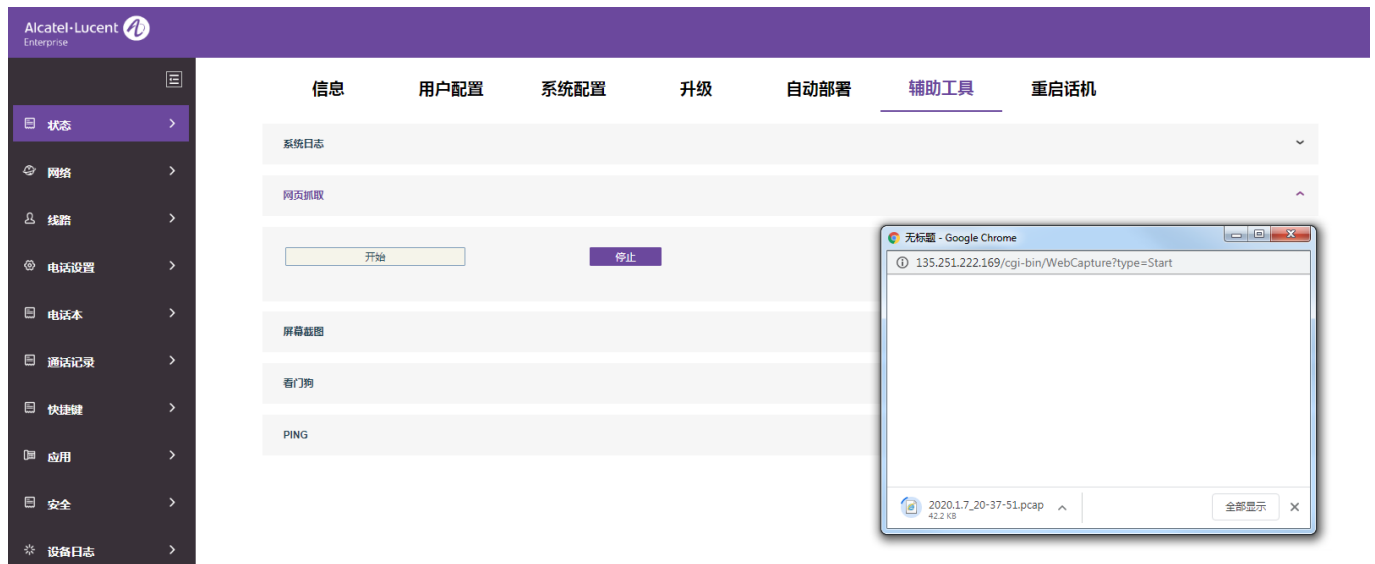 Alcatel·Lucent
Enterprise
信息 用户配置 系统配置 升级 自动部署 辅助工具 重启话机
状态
网络
线路
电话设置
电话本
通话记录
快捷键
应用
安全
设备日志
系统日志
网页抓取
开始 停止
屏幕截图
看门狗
PING
无标题 - Google Chrome
135.251.222.169/cgi-bin/WebCapture?type=Start
2020.1.7_20-37-51.pcap
42.2 KB
全部显示